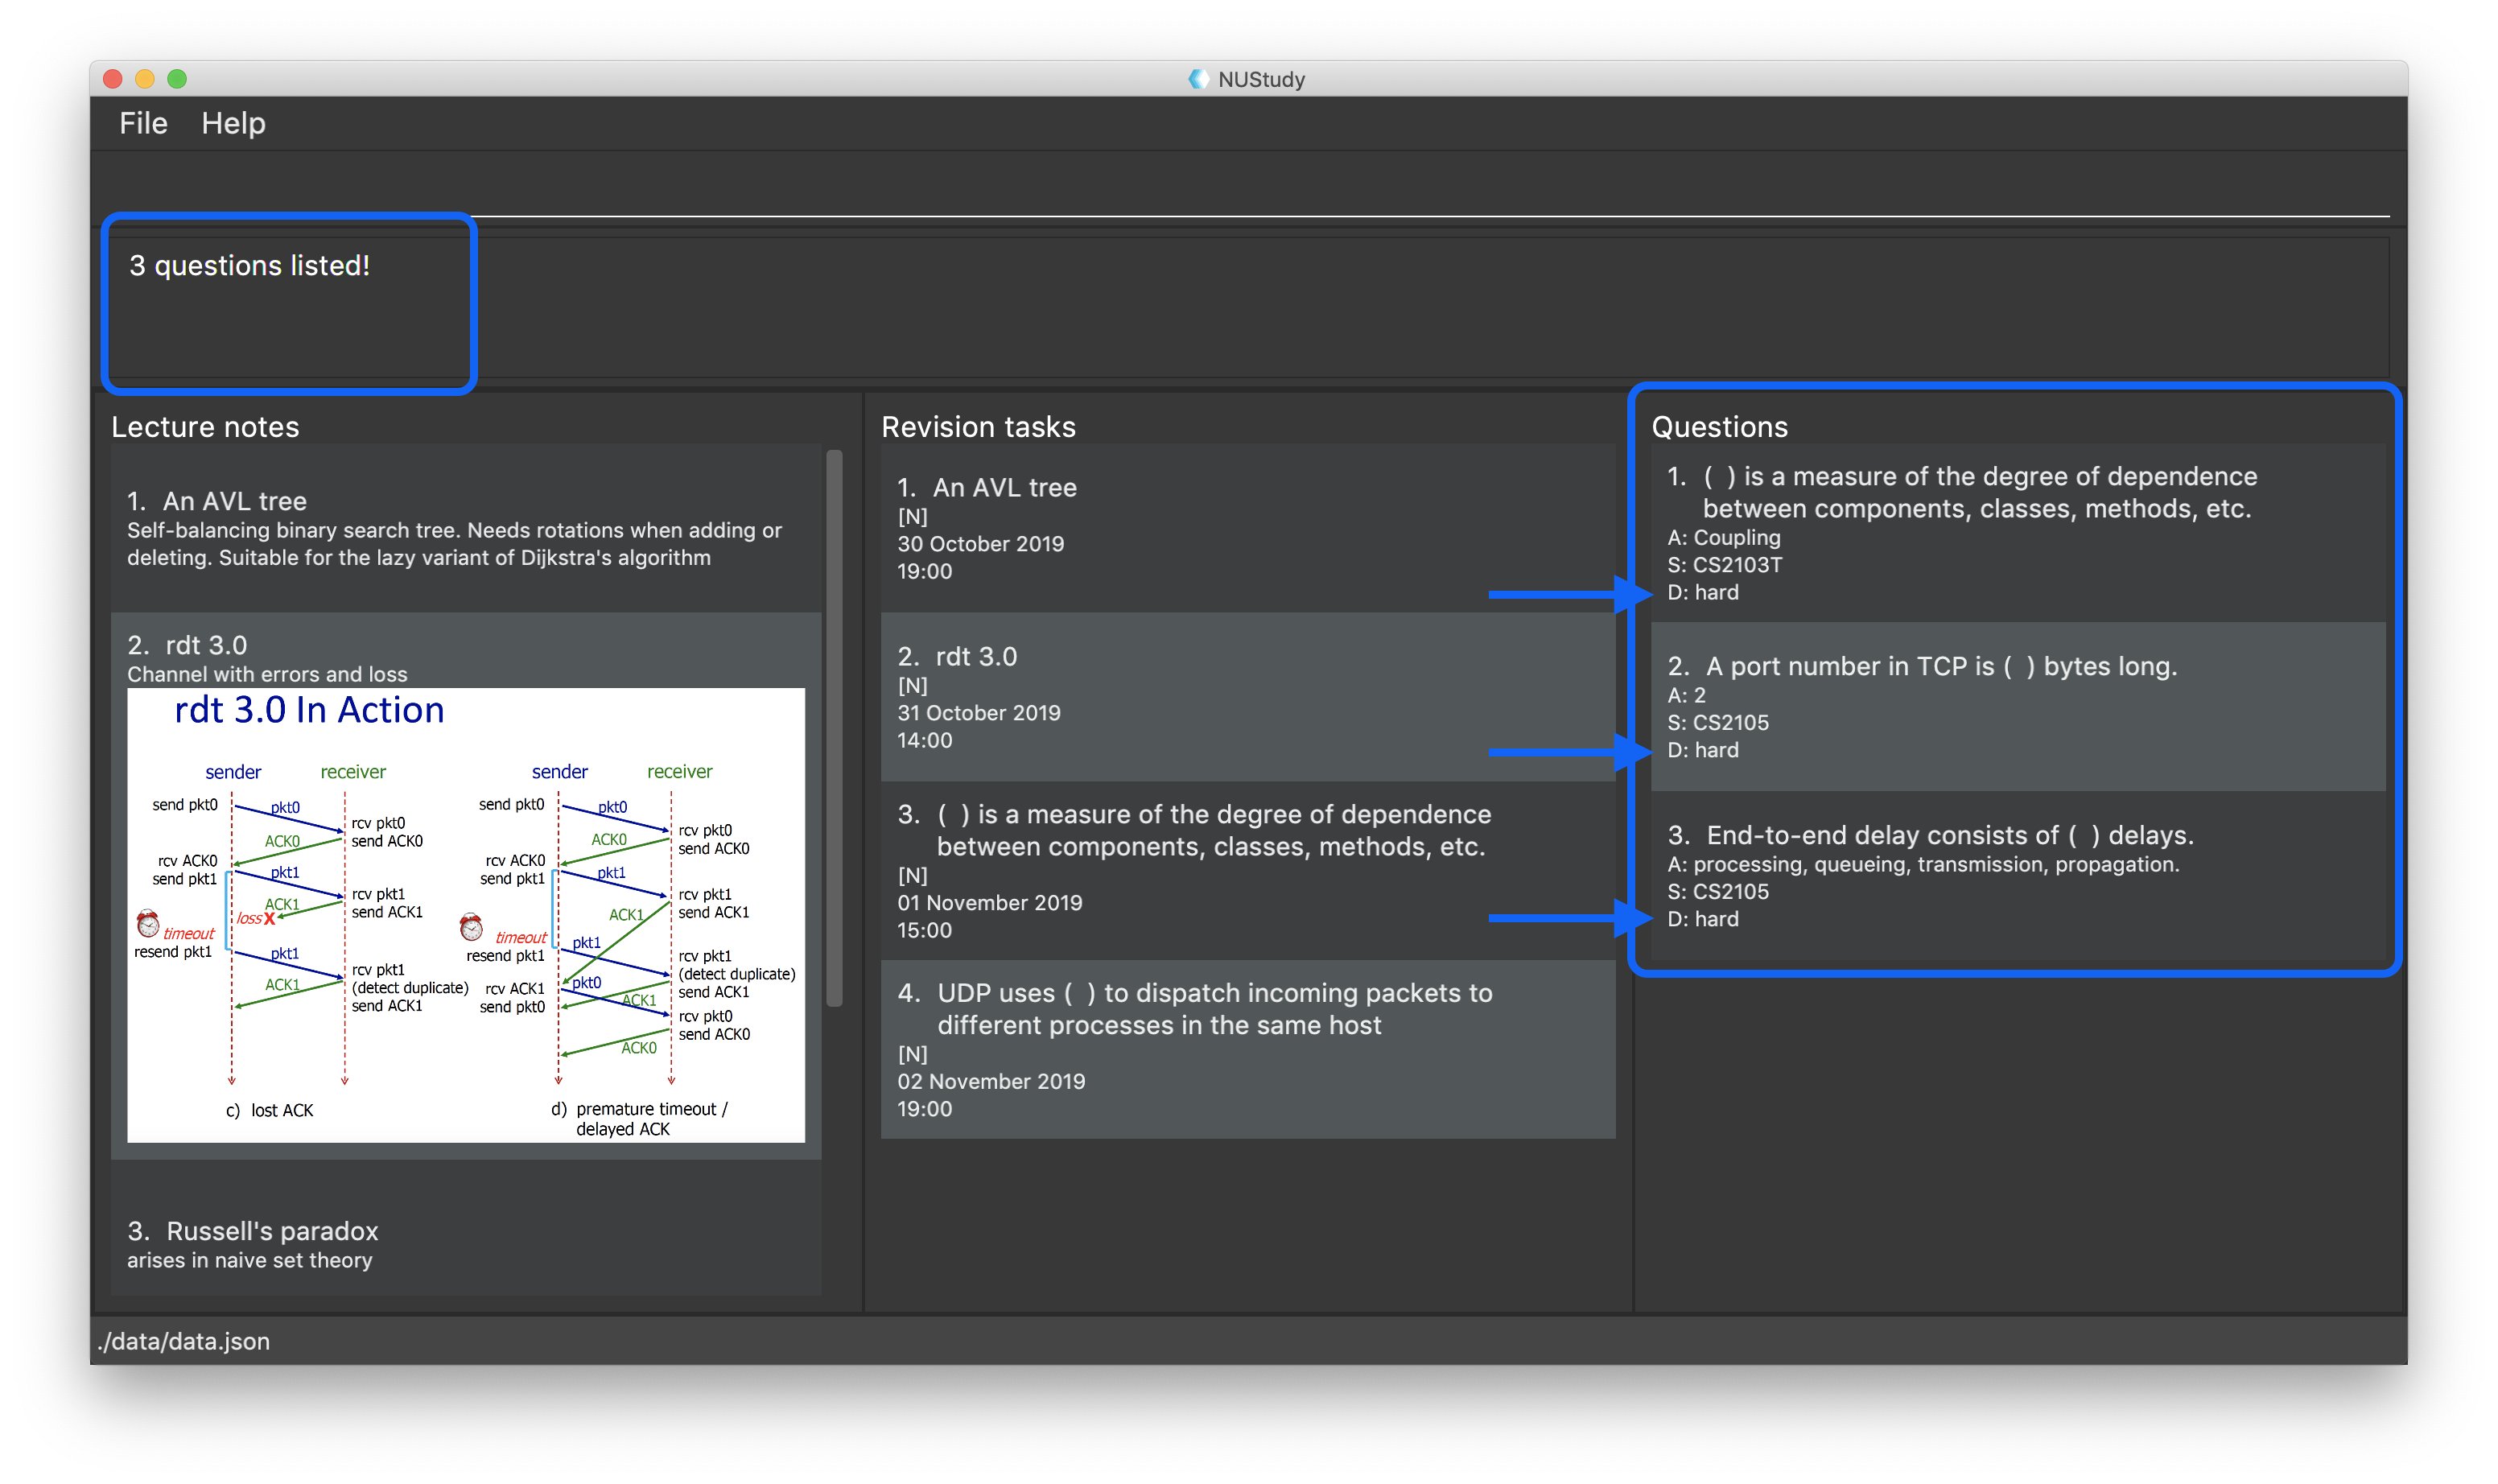 NUStudy
File Help
3 questions listed!
Lecture notes
1. An AVL tree
Self-balancing binary search tree. Needs rotations when adding or
deleting. Suitable for the lazy variant of Dijkstra's algorithm
2. rdt 3.0
Channel with errors and loss
rdt 3.0 In Action
sender receiver
send pkt0
pkt0
rcv pkt0
send ACK0
ACK0
rcv ACK0
send pkt1
pkt1
rcv pkt1
send ACK1
ACK1
loss X
timeout
resend pkt1
pkt1
rcv pkt1
(detect duplicate)
send ACK1
ACK1
c) lost ACK
sender receiver
send pkt0
pkt0
rcv pkt0
send ACK0
ACK0
rcv ACK0
send pkt1
pkt1
rcv pkt1
send ACK1
ACK1
timeout
resend pkt1
pkt1
rcv pkt1
(detect duplicate)
send ACK1
rcv ACK1
send pkt0
pkt0
ACK1
rcv pkt0
send ACK0
ACK0
d) premature timeout /
delayed ACK
3. Russell's paradox
arises in naive set theory
Revision tasks
1. An AVL tree
[N]
30 October 2019
19:00
2. rdt 3.0
[N]
31 October 2019
14:00
3. ( ) is a measure of the degree of dependence
between components, classes, methods, etc.
[N]
01 November 2019
15:00
4. UDP uses ( ) to dispatch incoming packets to
different processes in the same host
[N]
02 November 2019
19:00
Questions
1. ( ) is a measure of the degree of dependence
between components, classes, methods, etc.
A: Coupling
S: CS2103T
D: hard
2. A port number in TCP is ( ) bytes long.
A: 2
S: CS2105
D: hard
3. End-to-end delay consists of ( ) delays.
A: processing, queueing, transmission, propagation.
S: CS2105
D: hard
./data/data.json